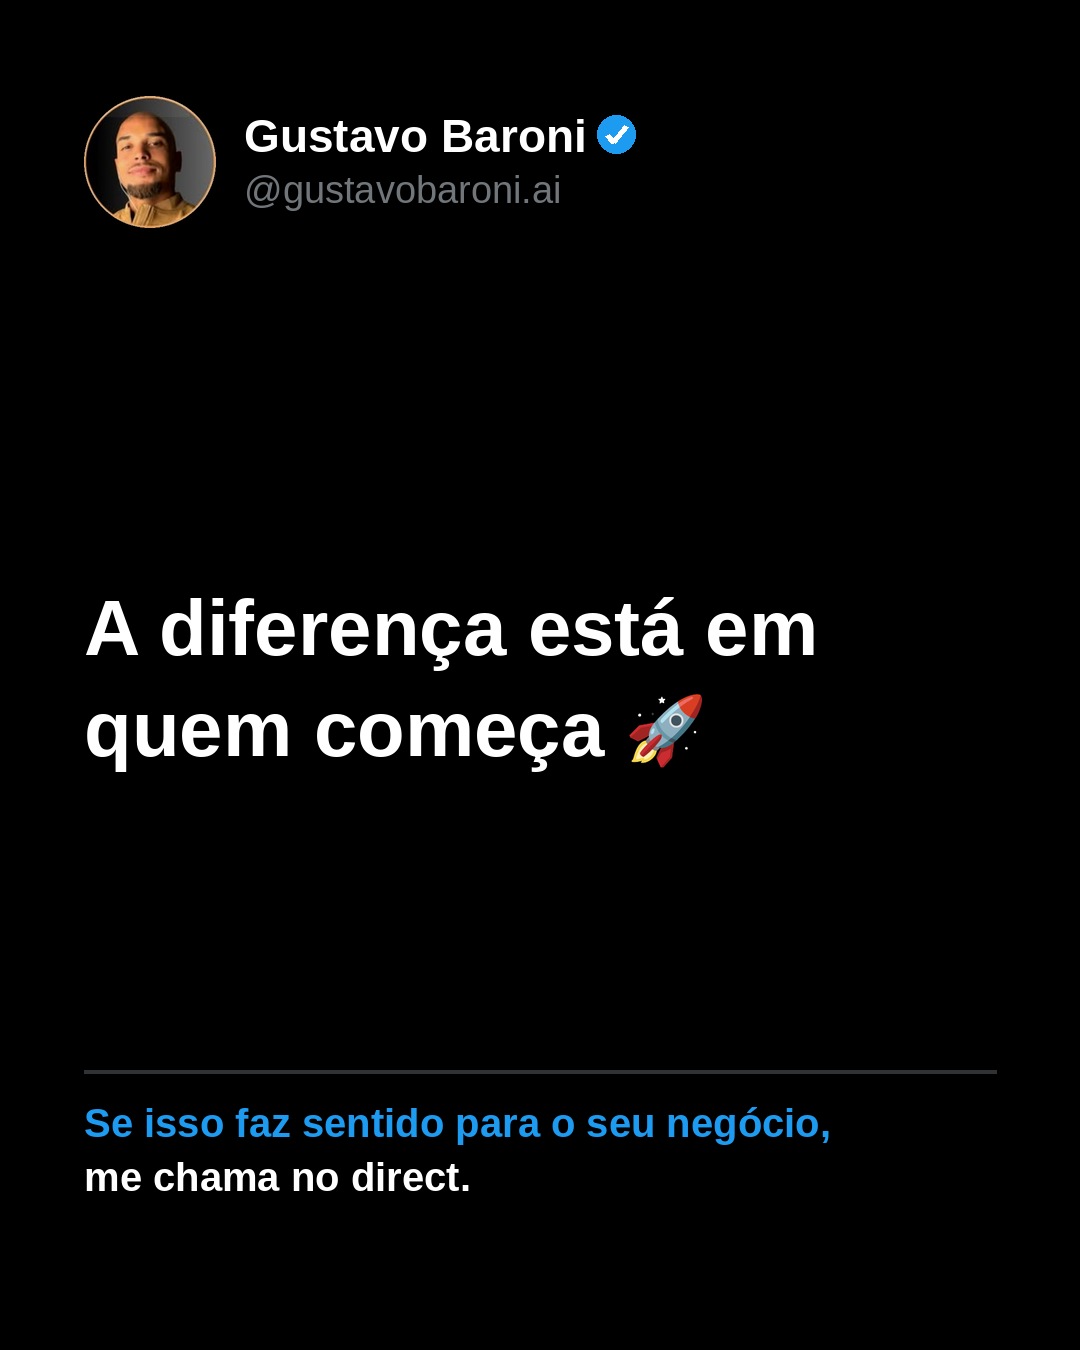 Gustavo Baroni
@gustavobaroni.ai
A diferença está em
quem começa 🚀
Se isso faz sentido para o seu negócio,
me chama no direct.